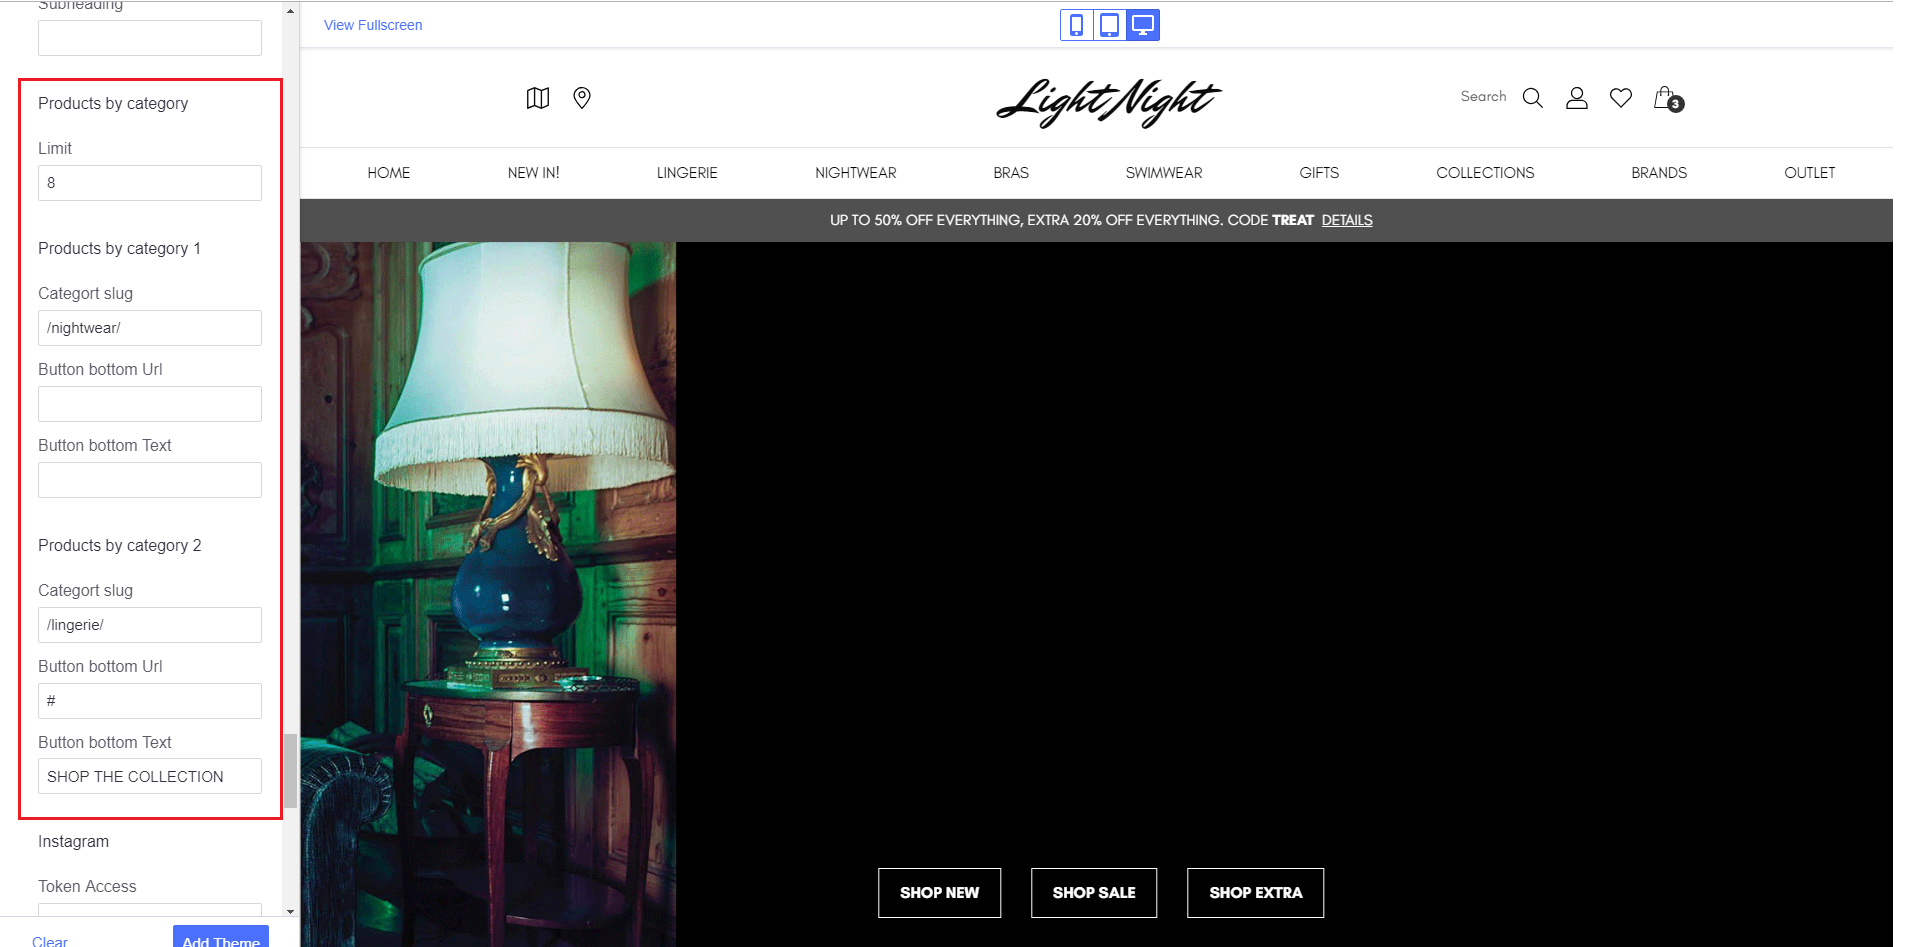 Subheading
Products by category
Limit
8
Products by category 1
Categort slug
/nightwear/
Button bottom Url
Button bottom Text
Products by category 2
Categort slug
/lingerie/
Button bottom Url
#
Button bottom Text
SHOP THE COLLECTION
Instagram
Token Access
Clear
Add Theme
View Fullscreen
Light Night
Search
3
HOME NEW IN! LINGERIE NIGHTWEAR BRAS SWIMWEAR GIFTS COLLECTIONS BRANDS OUTLET
UP TO 50% OFF EVERYTHING, EXTRA 20% OFF EVERYTHING. CODE TREAT DETAILS
SHOP NEW
SHOP SALE
SHOP EXTRA